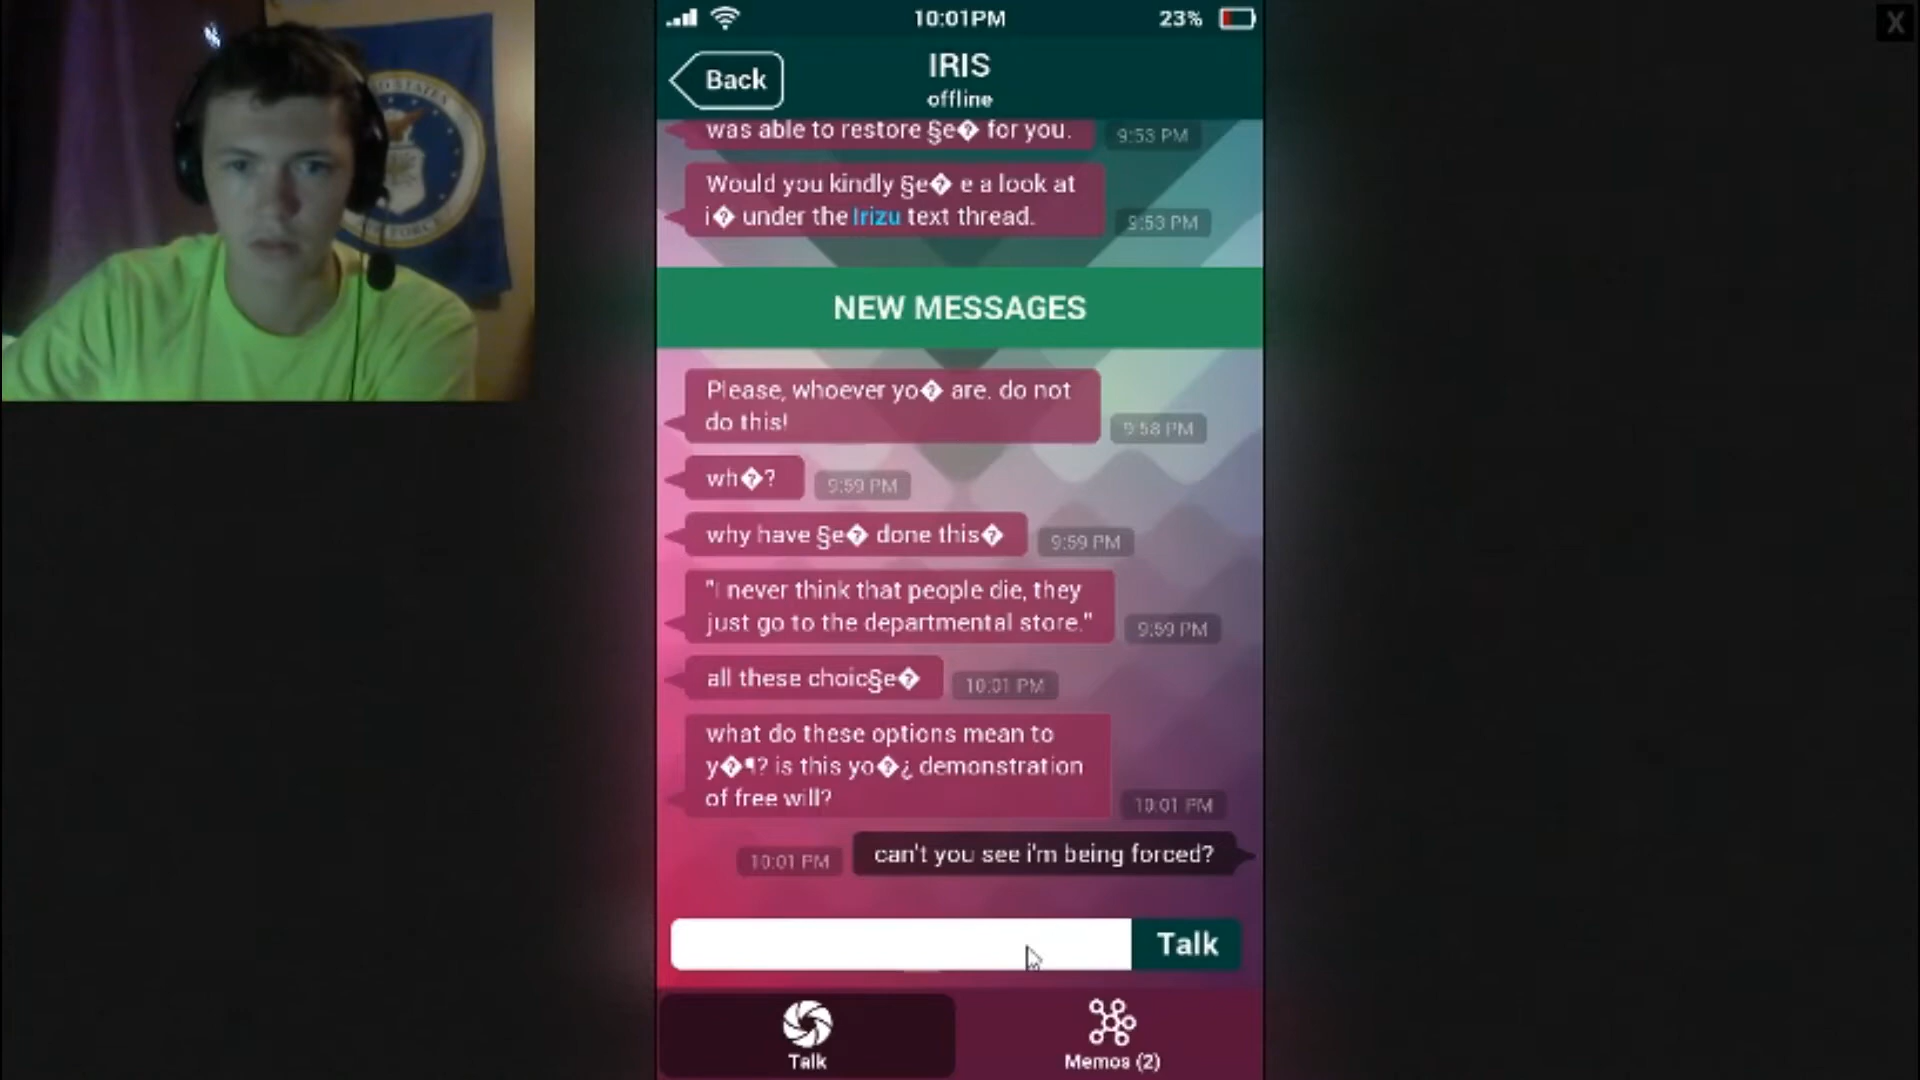 10:01PM
23%
Back
IRIS
offline
was able to restore §e� for you.
9:53 PM
Would you kindly §e� e a look at
i� under the Irizu text thread.
9:53 PM
NEW MESSAGES
Please, whoever yo� are. do not
do this!
9:58 PM
wh�?
9:59 PM
why have §e� done this�
9:59 PM
"I never think that people die, they
just go to the departmental store."
9:59 PM
all these choic§e�
10:01 PM
what do these options mean to
y�¶? is this yo�¿ demonstration
of free will?
10:01 PM
10:01 PM
can't you see i'm being forced?
Talk
Talk
Memos (2)
X